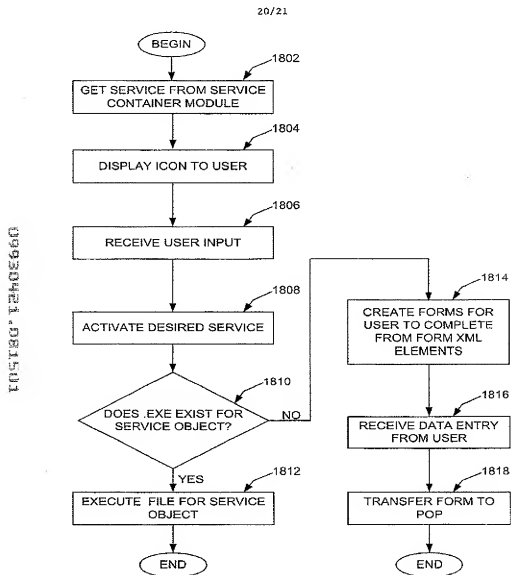 20/21
BEGIN
1802
GET SERVICE FROM SERVICE
CONTAINER MODULE
1804
DISPLAY ICON TO USER
1806
RECEIVE USER INPUT
1808
ACTIVATE DESIRED SERVICE
1810
DOES .EXE EXIST FOR
SERVICE OBJECT?
NO
YES
1812
EXECUTE FILE FOR SERVICE
OBJECT
END
1814
CREATE FORMS FOR
USER TO COMPLETE
FROM FORM XML
ELEMENTS
1816
RECEIVE DATA ENTRY
FROM USER
1818
TRANSFER FORM TO
POP
END
09930421.081501